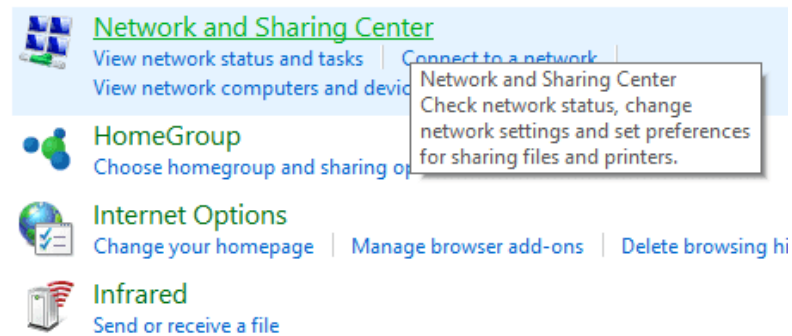 Network and Sharing Center
View network status and tasks
Connect to a network
View network computers and devic
Network and Sharing Center
Check network status, change
network settings and set preferences
for sharing files and printers.
HomeGroup
Choose homegroup and sharing op
Internet Options
Change your homepage
Manage browser add-ons
Delete browsing hi
Infrared
Send or receive a file